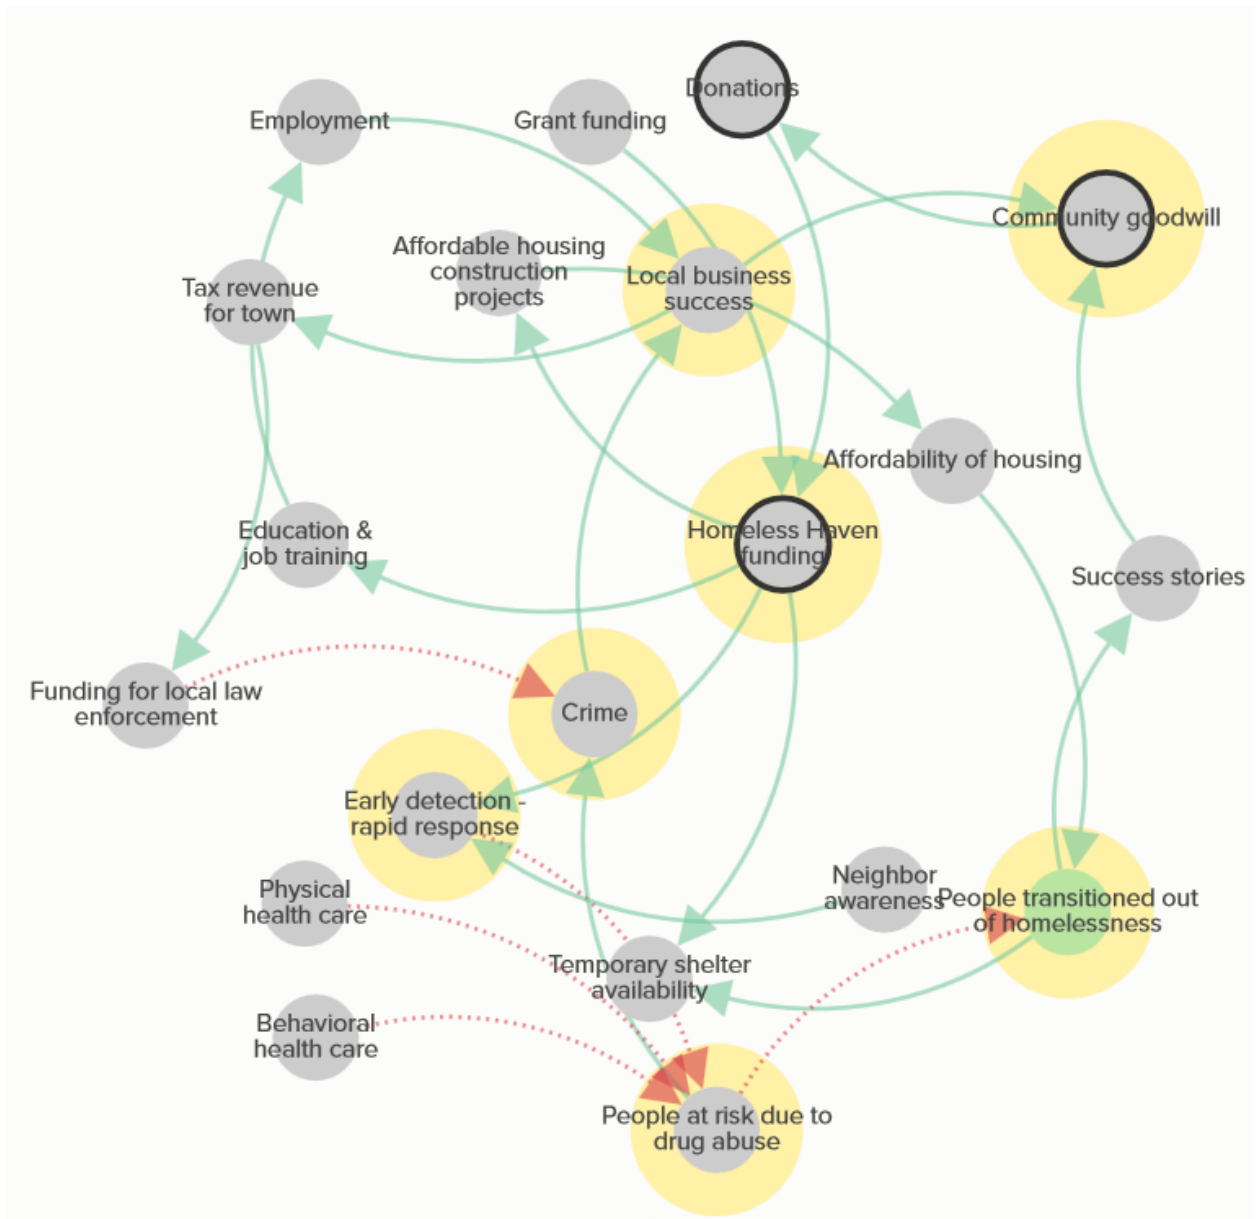 Donations
Employment
Grant funding
Community goodwill
Affordable housing
construction
projects
Local business
success
Tax revenue
for town
Affordability of housing
Homeless Haven
funding
Education &
job training
Success stories
Funding for local law
enforcement
Crime
Early detection -
rapid response
Physical
health care
Neighbor
awareness
People transitioned out
of homelessness
Temporary shelter
availability
Behavioral
health care
People at risk due to
drug abuse